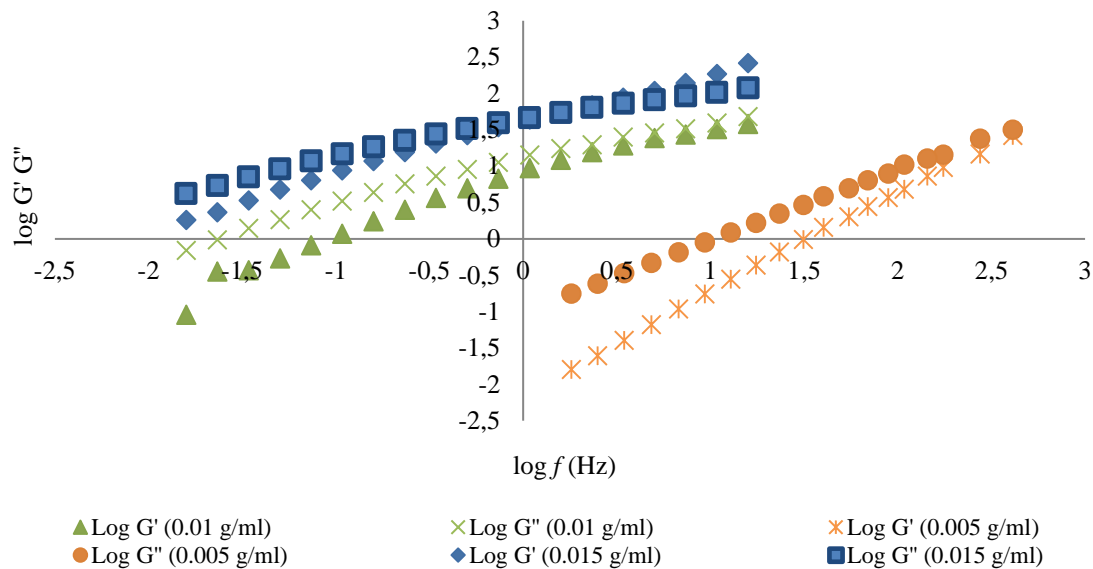 3
2,5
2
1,5
1
0,5
0
-0,5
-1
-1,5
-2
-2,5
-2,5 -2 -1,5 -1 -0,5 0 0,5 1 1,5 2 2,5 3
log G' G"
log f (Hz)
Log G' (0.01 g/ml) Log G" (0.01 g/ml) Log G' (0.005 g/ml)
Log G" (0.005 g/ml) Log G' (0.015 g/ml) Log G" (0.015 g/ml)